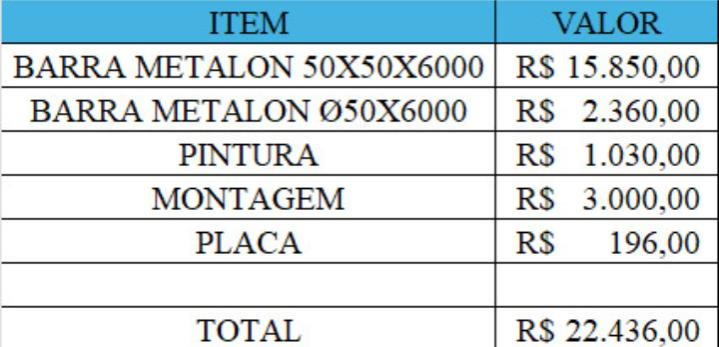 ITEM VALOR
BARRA METALON 50X50X6000 R$ 15.850,00
BARRA METALON Ø50X6000 R$ 2.360,00
PINTURA R$ 1.030,00
MONTAGEM R$ 3.000,00
PLACA R$ 196,00
TOTAL R$ 22.436,00